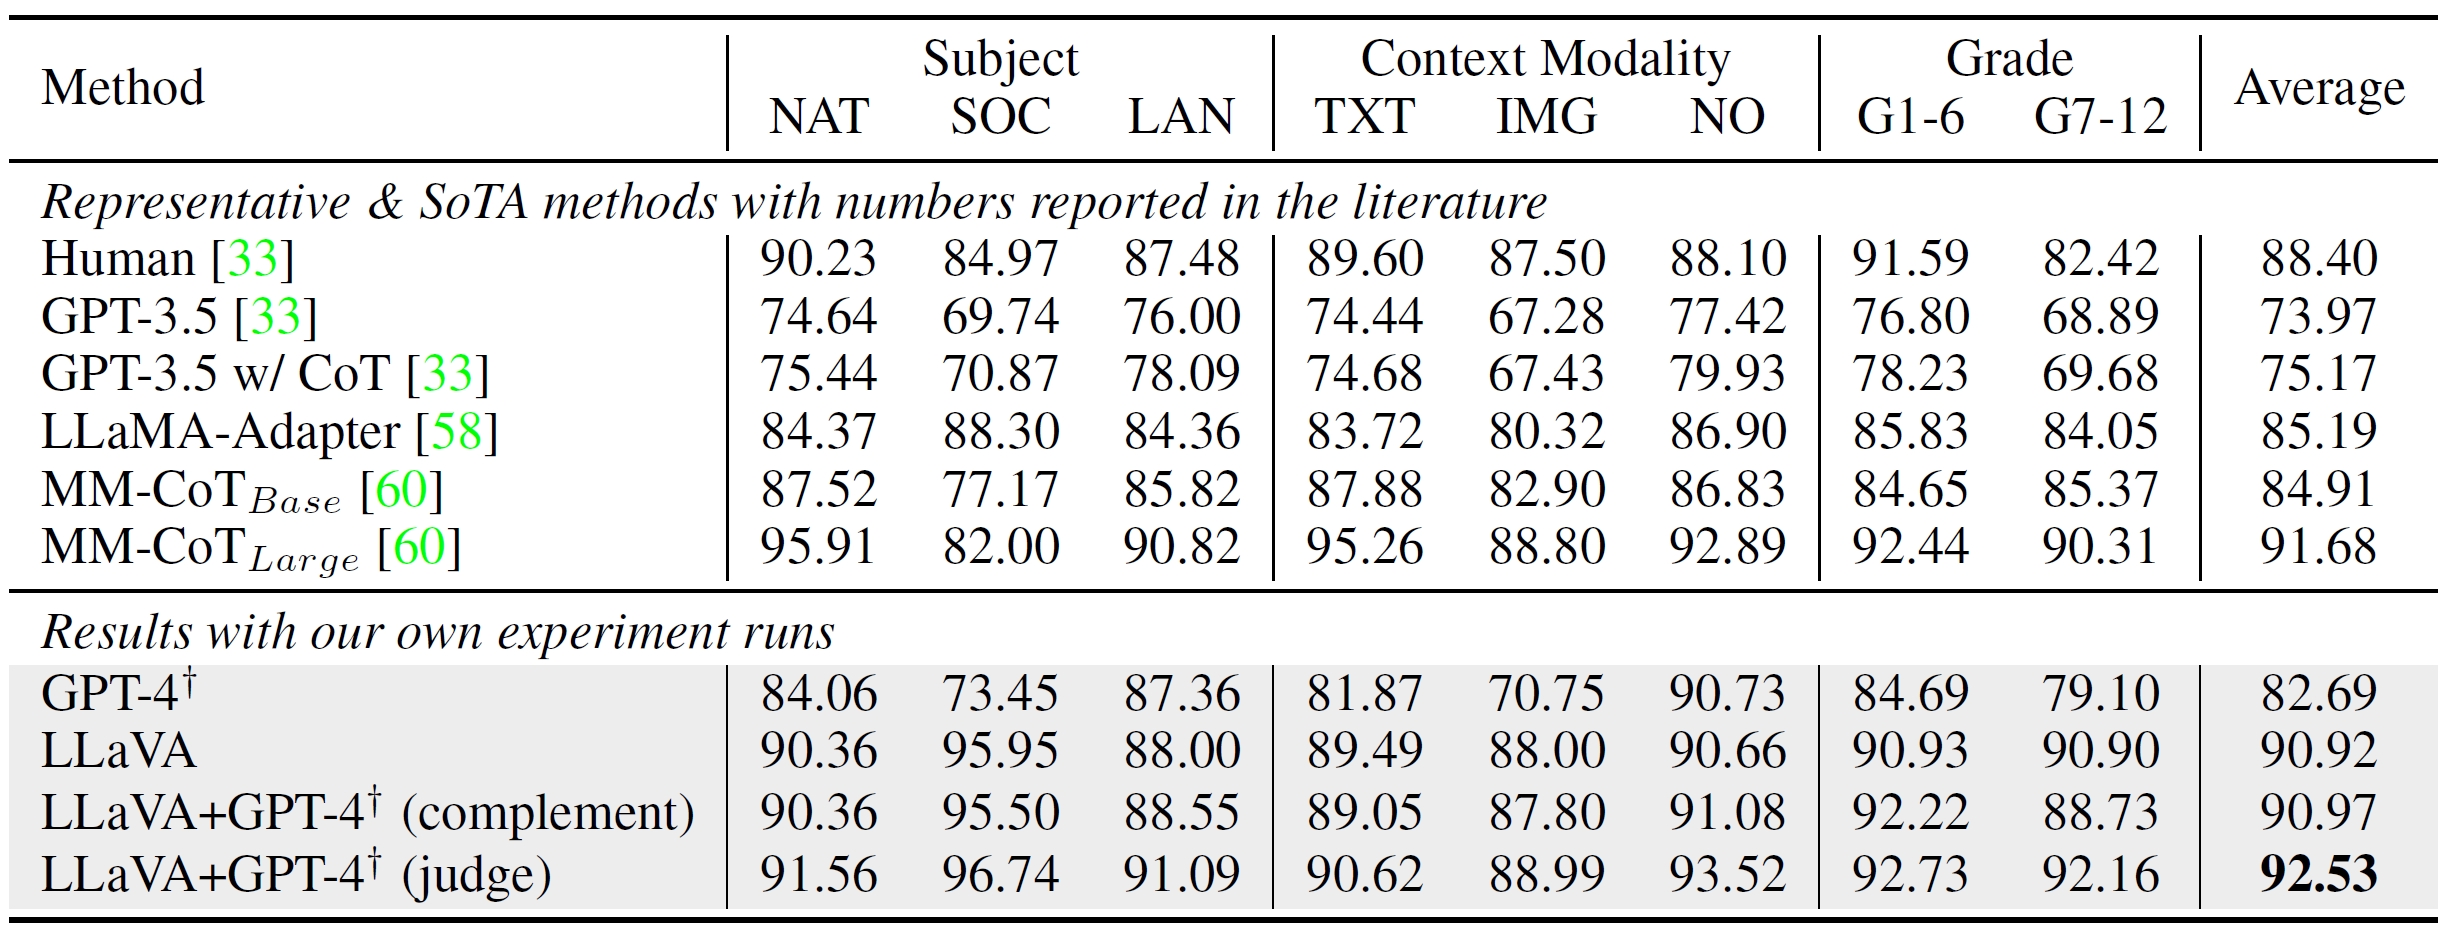 Method Subject Context Modality Grade Average
NAT SOC LAN TXT IMG NO G1-6 G7-12
Representative & SoTA methods with numbers reported in the literature
Human [33] 90.23 84.97 87.48 89.60 87.50 88.10 91.59 82.42 88.40
GPT-3.5 [33] 74.64 69.74 76.00 74.44 67.28 77.42 76.80 68.89 73.97
GPT-3.5 w/ CoT [33] 75.44 70.87 78.09 74.68 67.43 79.93 78.23 69.68 75.17
LLaMA-Adapter [58] 84.37 88.30 84.36 83.72 80.32 86.90 85.83 84.05 85.19
MM-CoT Base [60] 87.52 77.17 85.82 87.88 82.90 86.83 84.65 85.37 84.91
MM-CoT Large [60] 95.91 82.00 90.82 95.26 88.80 92.89 92.44 90.31 91.68
Results with our own experiment runs
GPT-4† 84.06 73.45 87.36 81.87 70.75 90.73 84.69 79.10 82.69
LLaVA 90.36 95.95 88.00 89.49 88.00 90.66 90.93 90.90 90.92
LLaVA+GPT-4† (complement) 90.36 95.50 88.55 89.05 87.80 91.08 92.22 88.73 90.97
LLaVA+GPT-4† (judge) 91.56 96.74 91.09 90.62 88.99 93.52 92.73 92.16 92.53